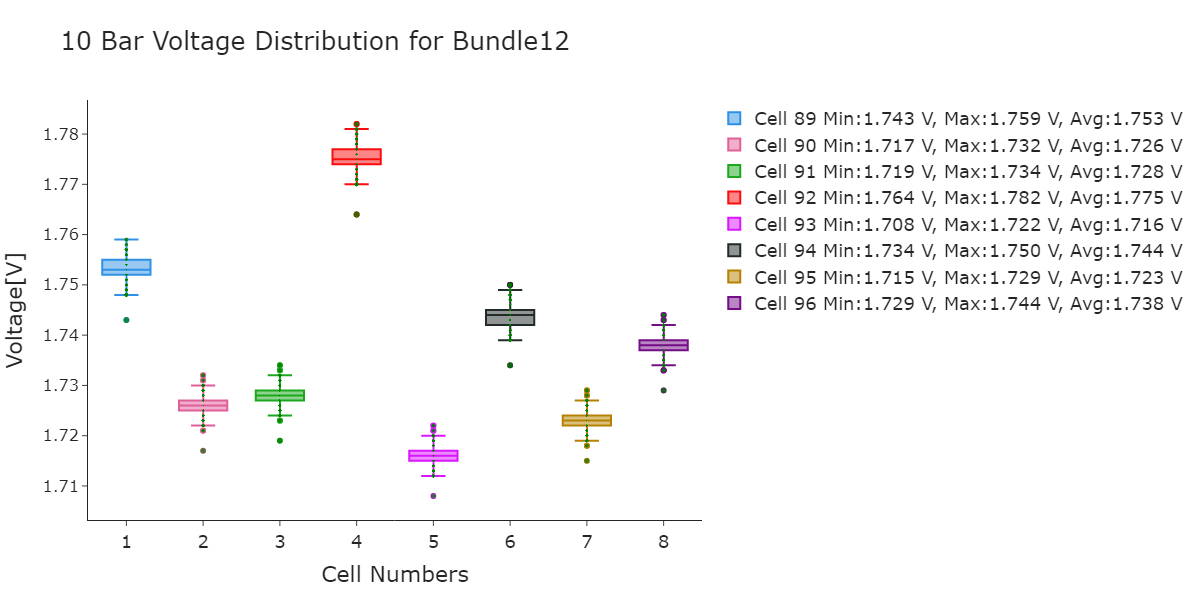 10 Bar Voltage Distribution for Bundle12
Cell 89 Min:1.743 V, Max:1.759 V, Avg:1.753 V
Cell 90 Min:1.717 V, Max:1.732 V, Avg:1.726 V
Cell 91 Min:1.719 V, Max:1.734 V, Avg:1.728 V
Cell 92 Min:1.764 V, Max:1.782 V, Avg:1.775 V
Cell 93 Min:1.708 V, Max:1.722 V, Avg:1.716 V
Cell 94 Min:1.734 V, Max:1.750 V, Avg:1.744 V
Cell 95 Min:1.715 V, Max:1.729 V, Avg:1.723 V
Cell 96 Min:1.729 V, Max:1.744 V, Avg:1.738 V
Voltage[V]
1.78
1.77
1.76
1.75
1.74
1.73
1.72
1.71
1 2 3 4 5 6 7 8
Cell Numbers